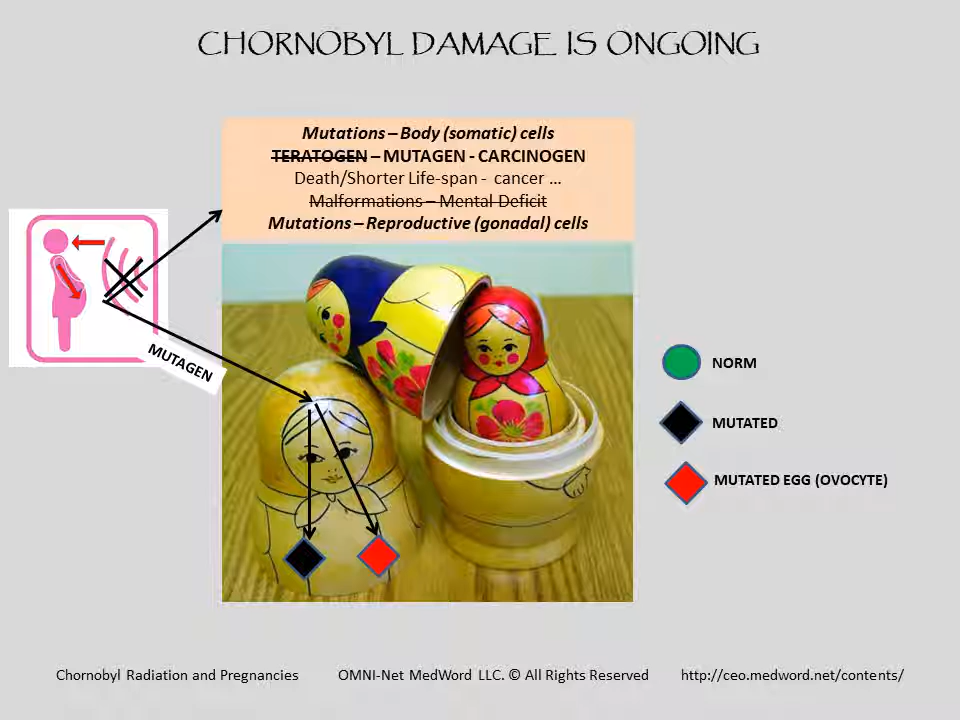 CHORNOBYL DAMAGE IS ONGOING
Mutations – Body (somatic) cells
TERATOGEN – MUTAGEN - CARCINOGEN
Death/Shorter Life-span - cancer ...
Malformations – Mental Deficit
Mutations – Reproductive (gonadal) cells
MUTAGEN
NORM
MUTATED
MUTATED EGG (OVOCYTE)
Chornobyl Radiation and Pregnancies OMNI-Net MedWord LLC. © All Rights Reserved http://ceo.medword.net/contents/